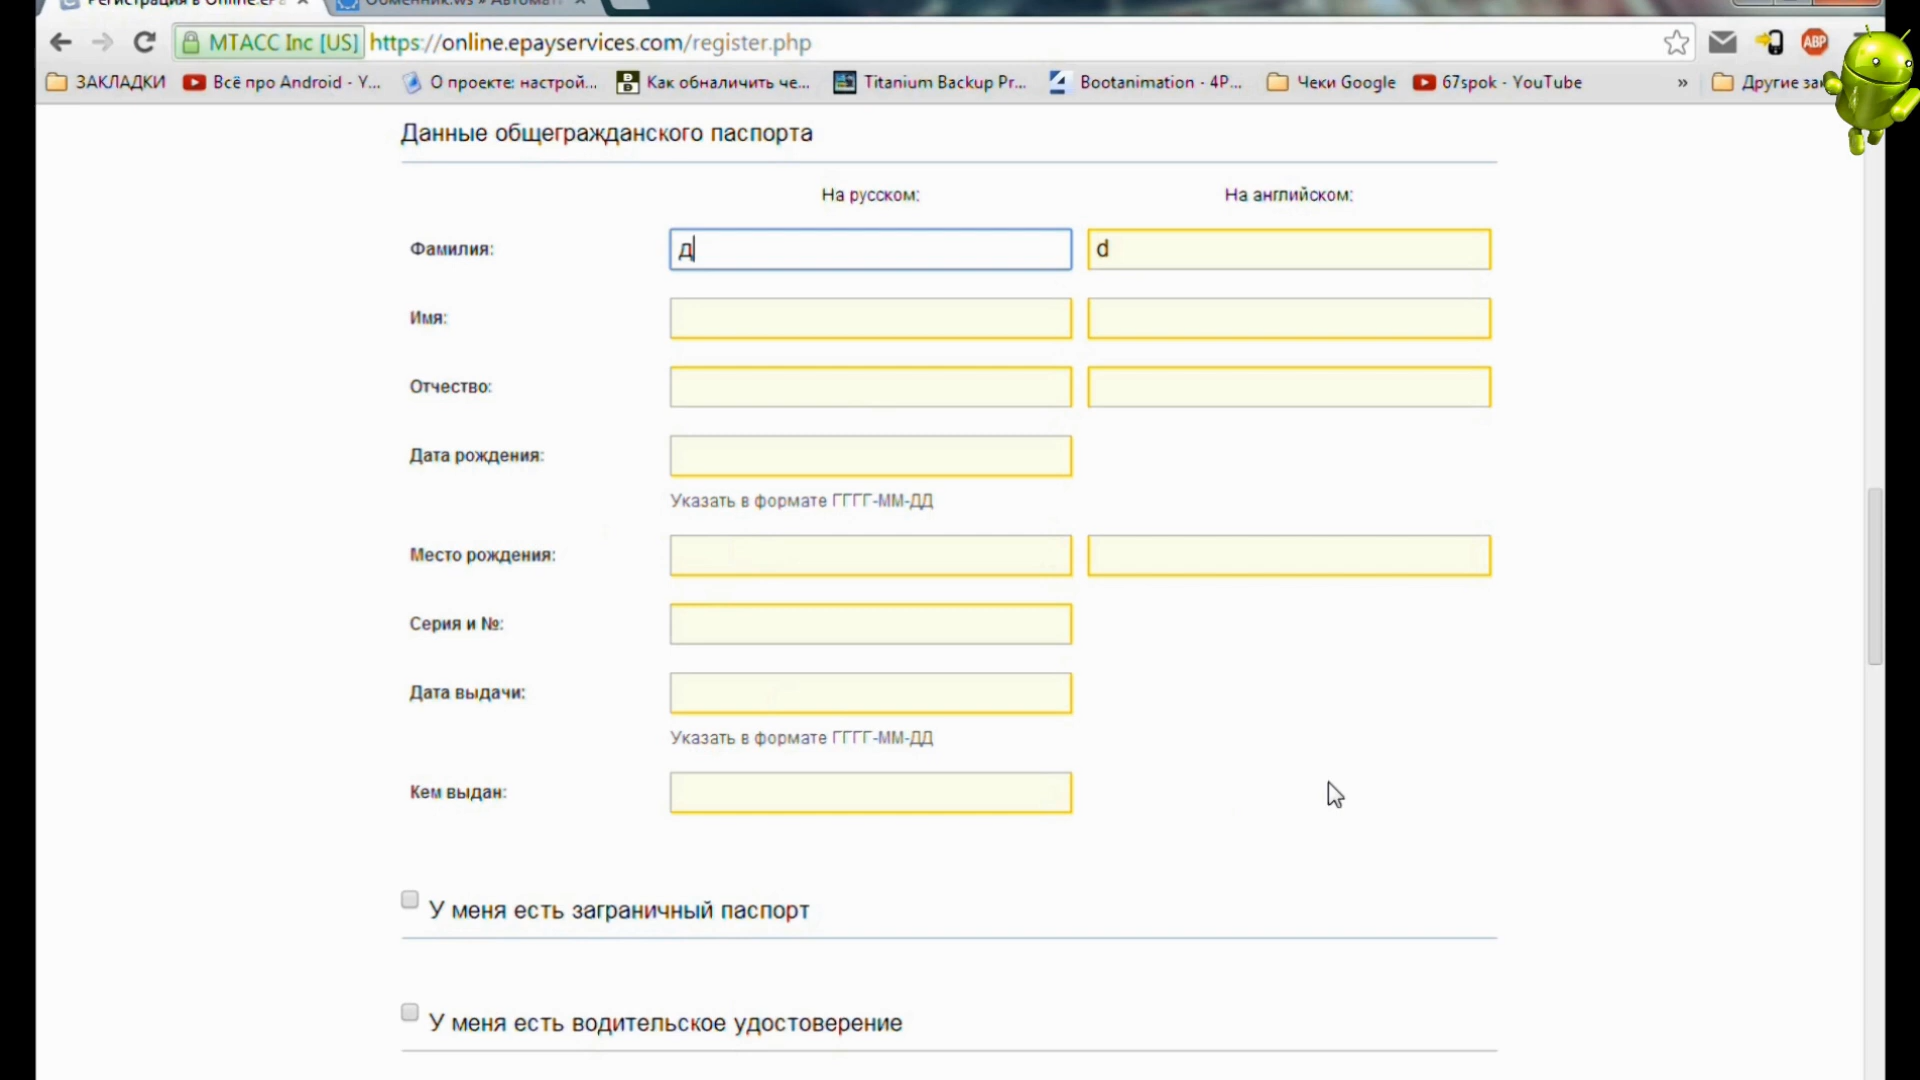 MTACC Inc [US] https://online.epayservices.com/register.php
ABP
ЗАКЛАДКИ Всё про Android - Y... О проекте: настрой... Как обналичить че... Titanium Backup Pr... Bootanimation - 4P... Чеки Google 67spok - YouTube » Другие
Данные общегражданского паспорта
На русском: На английском:
Фамилия: д d
Имя:
Отчество:
Дата рождения:
Указать в формате ГГГГ-ММ-ДД
Место рождения:
Серия и №:
Дата выдачи:
Указать в формате ГГГГ-ММ-ДД
Кем выдан:
У меня есть заграничный паспорт
У меня есть водительское удостоверение